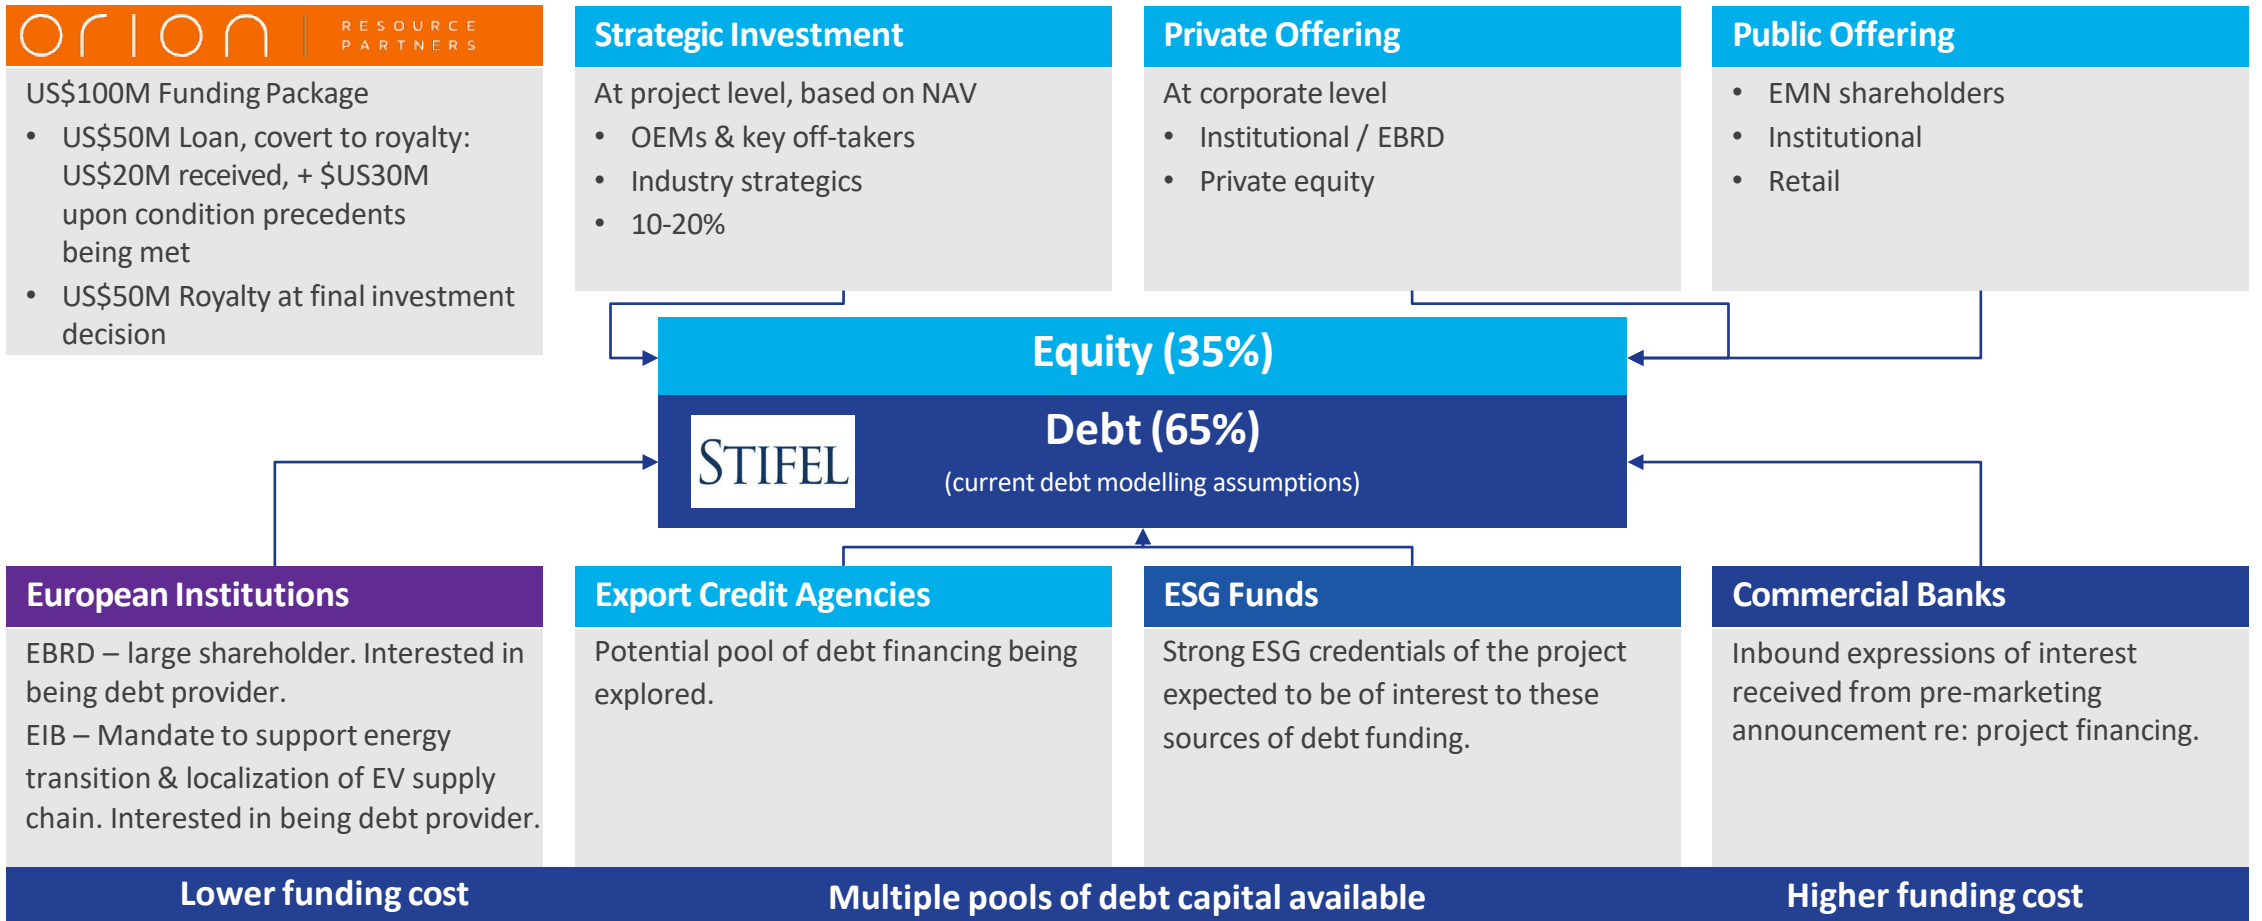 orion RESOURCE
PARTNERS
US$100M Funding Package
• US$50M Loan, covert to royalty:
US$20M received, + $US30M
upon condition precedents
being met
• US$50M Royalty at final investment
decision
Strategic Investment
At project level, based on NAV
• OEMs & key off-takers
• Industry strategics
• 10-20%
Private Offering
At corporate level
• Institutional / EBRD
• Private equity
Public Offering
• EMN shareholders
• Institutional
• Retail
Equity (35%)
STIFEL
Debt (65%)
(current debt modelling assumptions)
European Institutions
EBRD – large shareholder. Interested in
being debt provider.
EIB – Mandate to support energy
transition & localization of EV supply
chain. Interested in being debt provider.
Export Credit Agencies
Potential pool of debt financing being
explored.
ESG Funds
Strong ESG credentials of the project
expected to be of interest to these
sources of debt funding.
Commercial Banks
Inbound expressions of interest
received from pre-marketing
announcement re: project financing.
Lower funding cost
Multiple pools of debt capital available
Higher funding cost